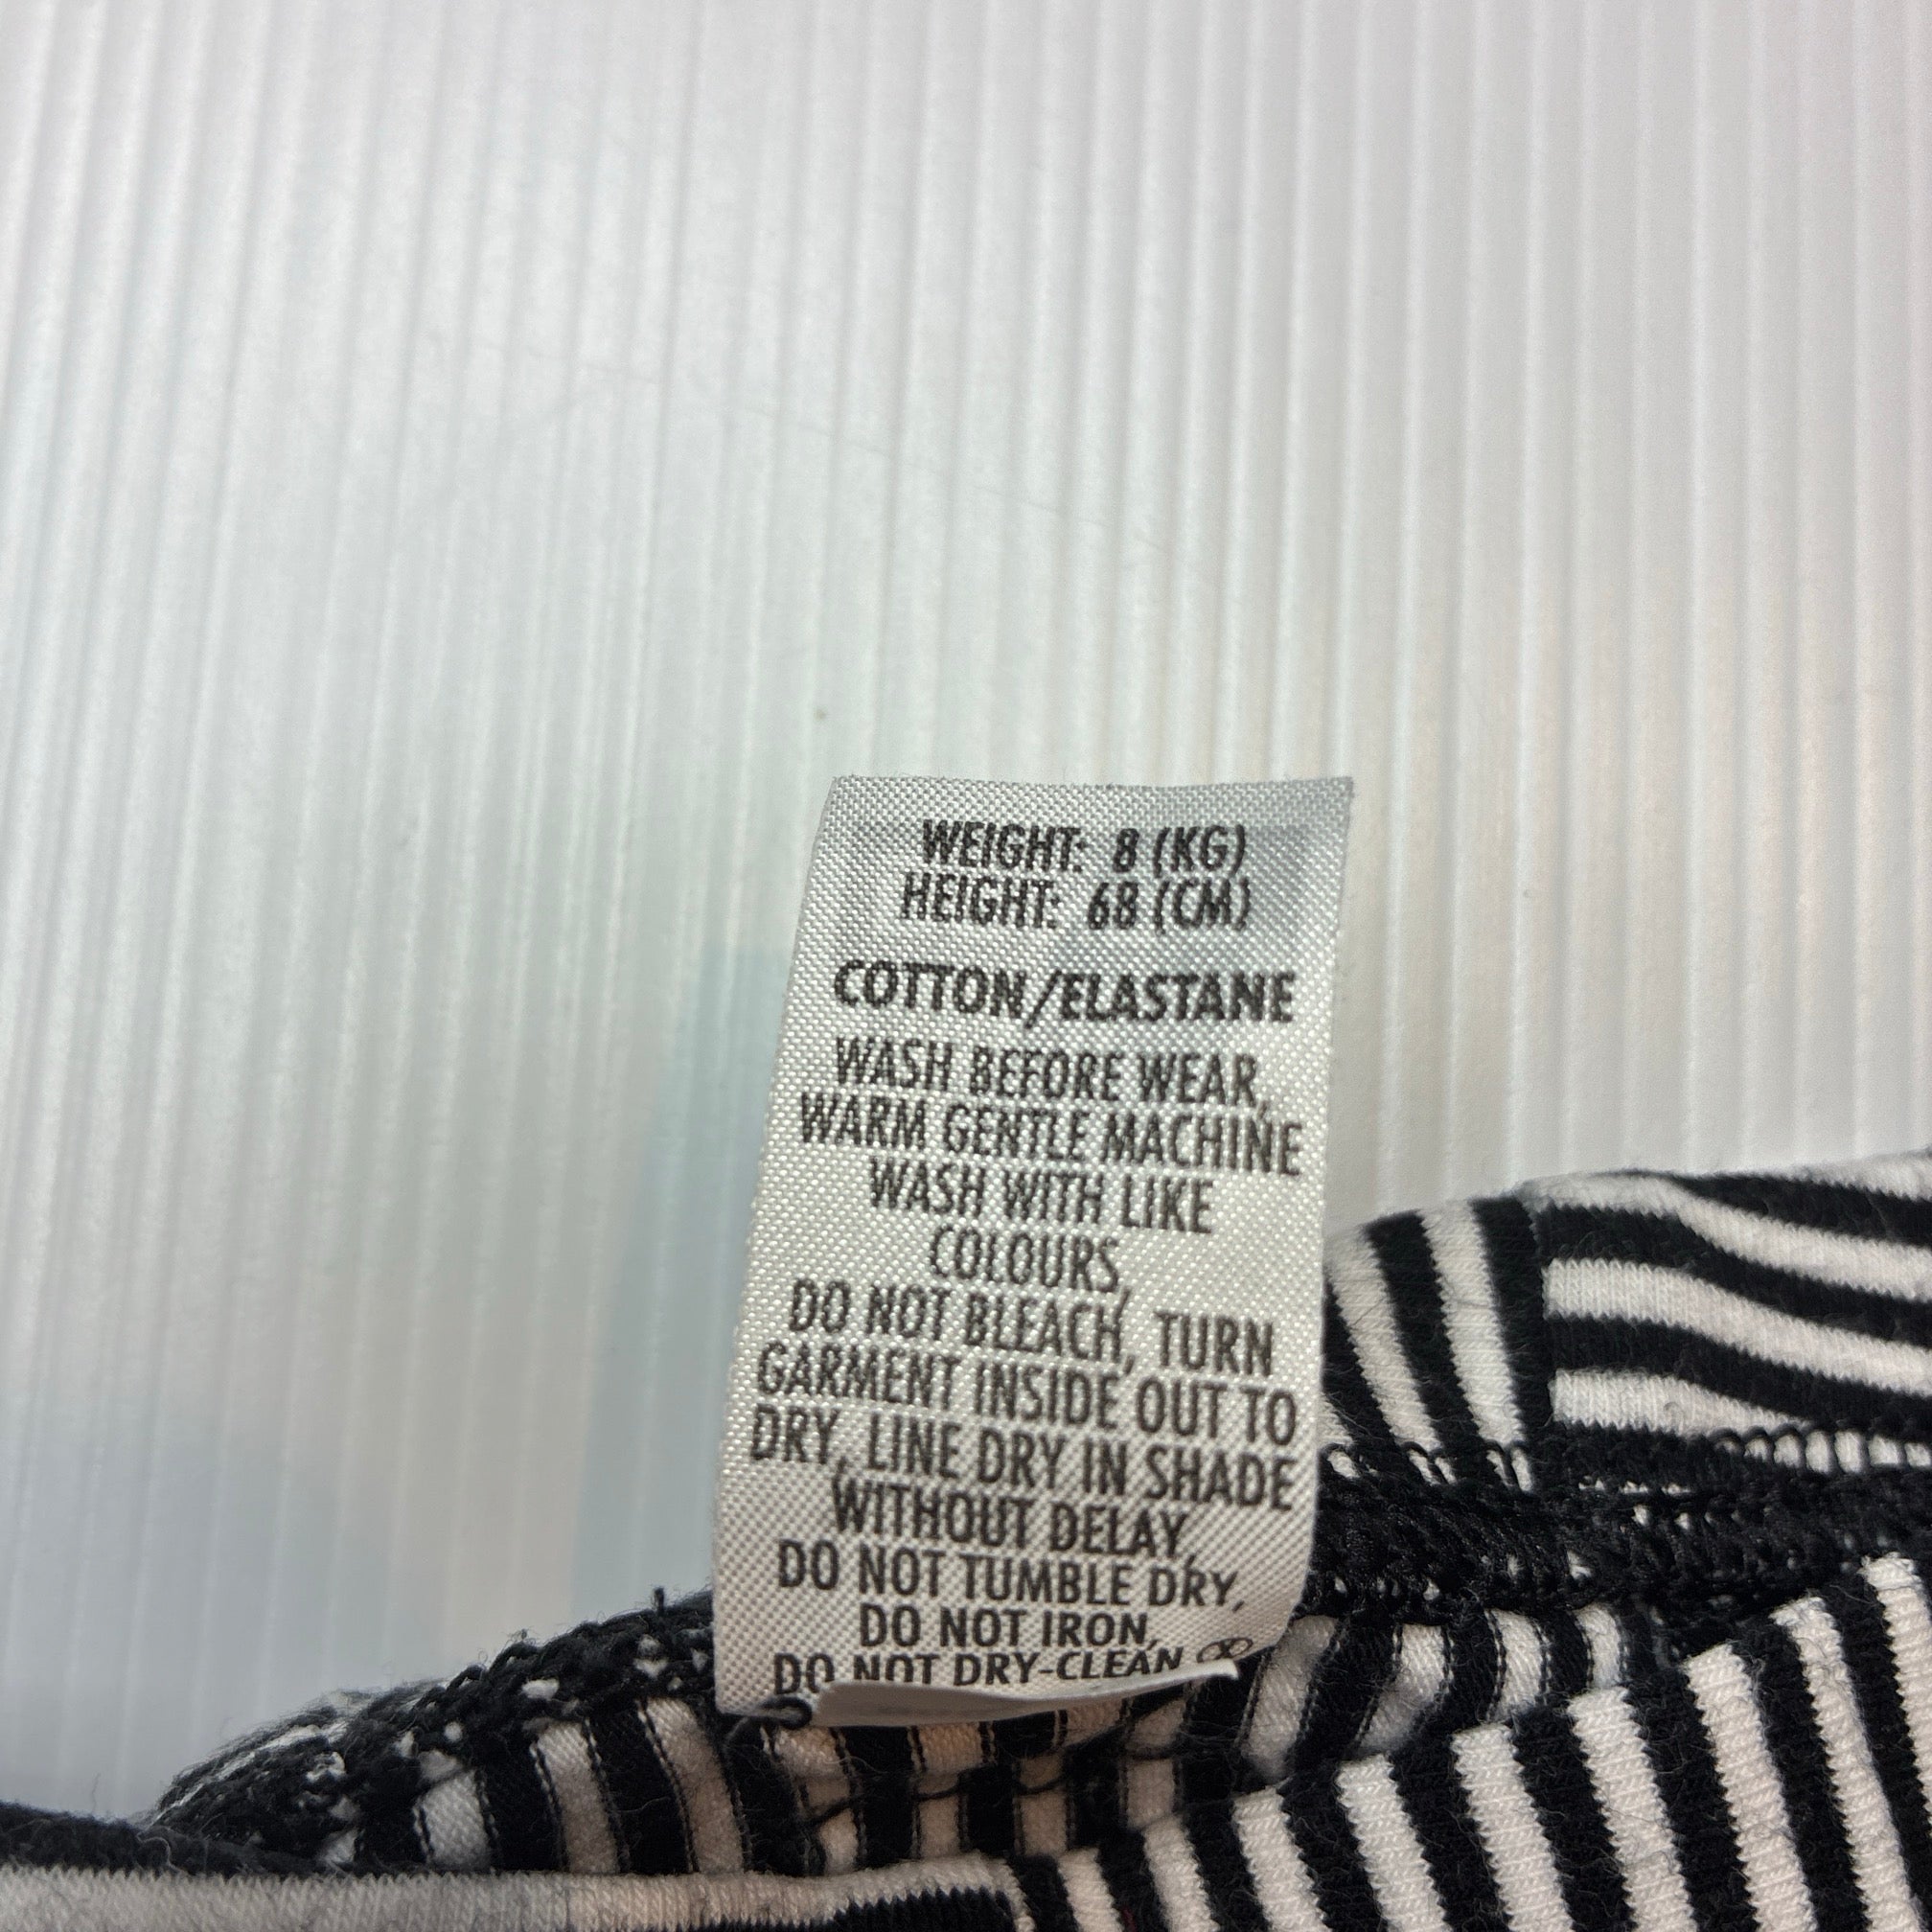 WEIGHT: 8 (KG)
HEIGHT: 68 (CM)
COTTON/ELASTANE
WASH BEFORE WEAR,
WARM GENTLE MACHINE
WASH WITH LIKE
COLOURS,
DO NOT BLEACH, TURN
GARMENT INSIDE OUT TO
DRY, LINE DRY IN SHADE
WITHOUT DELAY,
DO NOT TUMBLE DRY,
DO NOT IRON,
DO NOT DRY-CLEAN